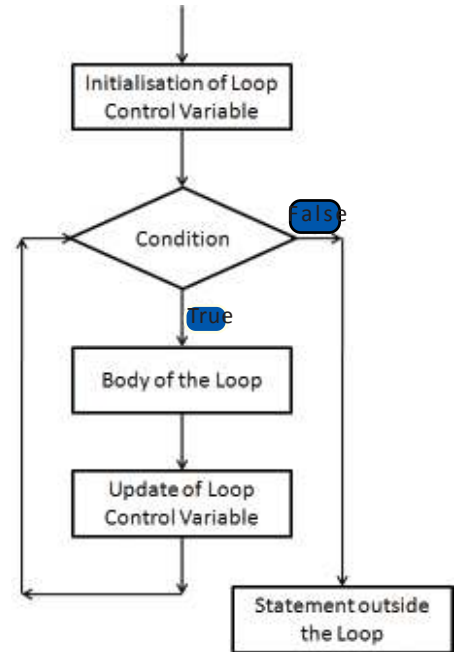 Initialisation of Loop
Control Variable
False
Condition
True
Body of the Loop
Update of Loop
Control Variable
Statement outside
the Loop